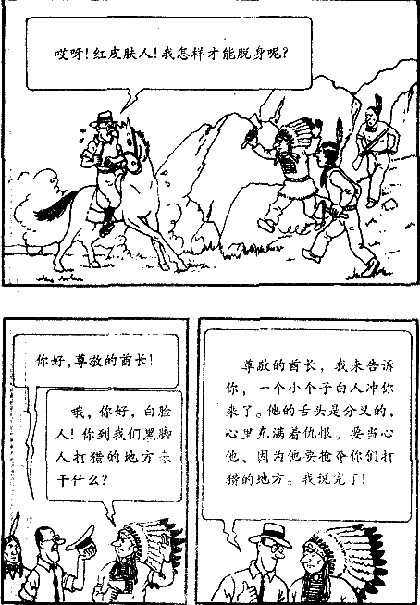 哎呀！红皮肤人！我怎样才能脱身呢？
你好，尊敬的酋长！
哦，你好，白脸
人！你到我们黑脚
人打猎的地方来
干什么？
尊敬的酋长，我来告诉
你，一个小个子白人冲你
来了。他的舌头是分叉的，
心里充满着仇恨。要当心
他、因为他要抢夺你们打
猎的地方。我说完了！